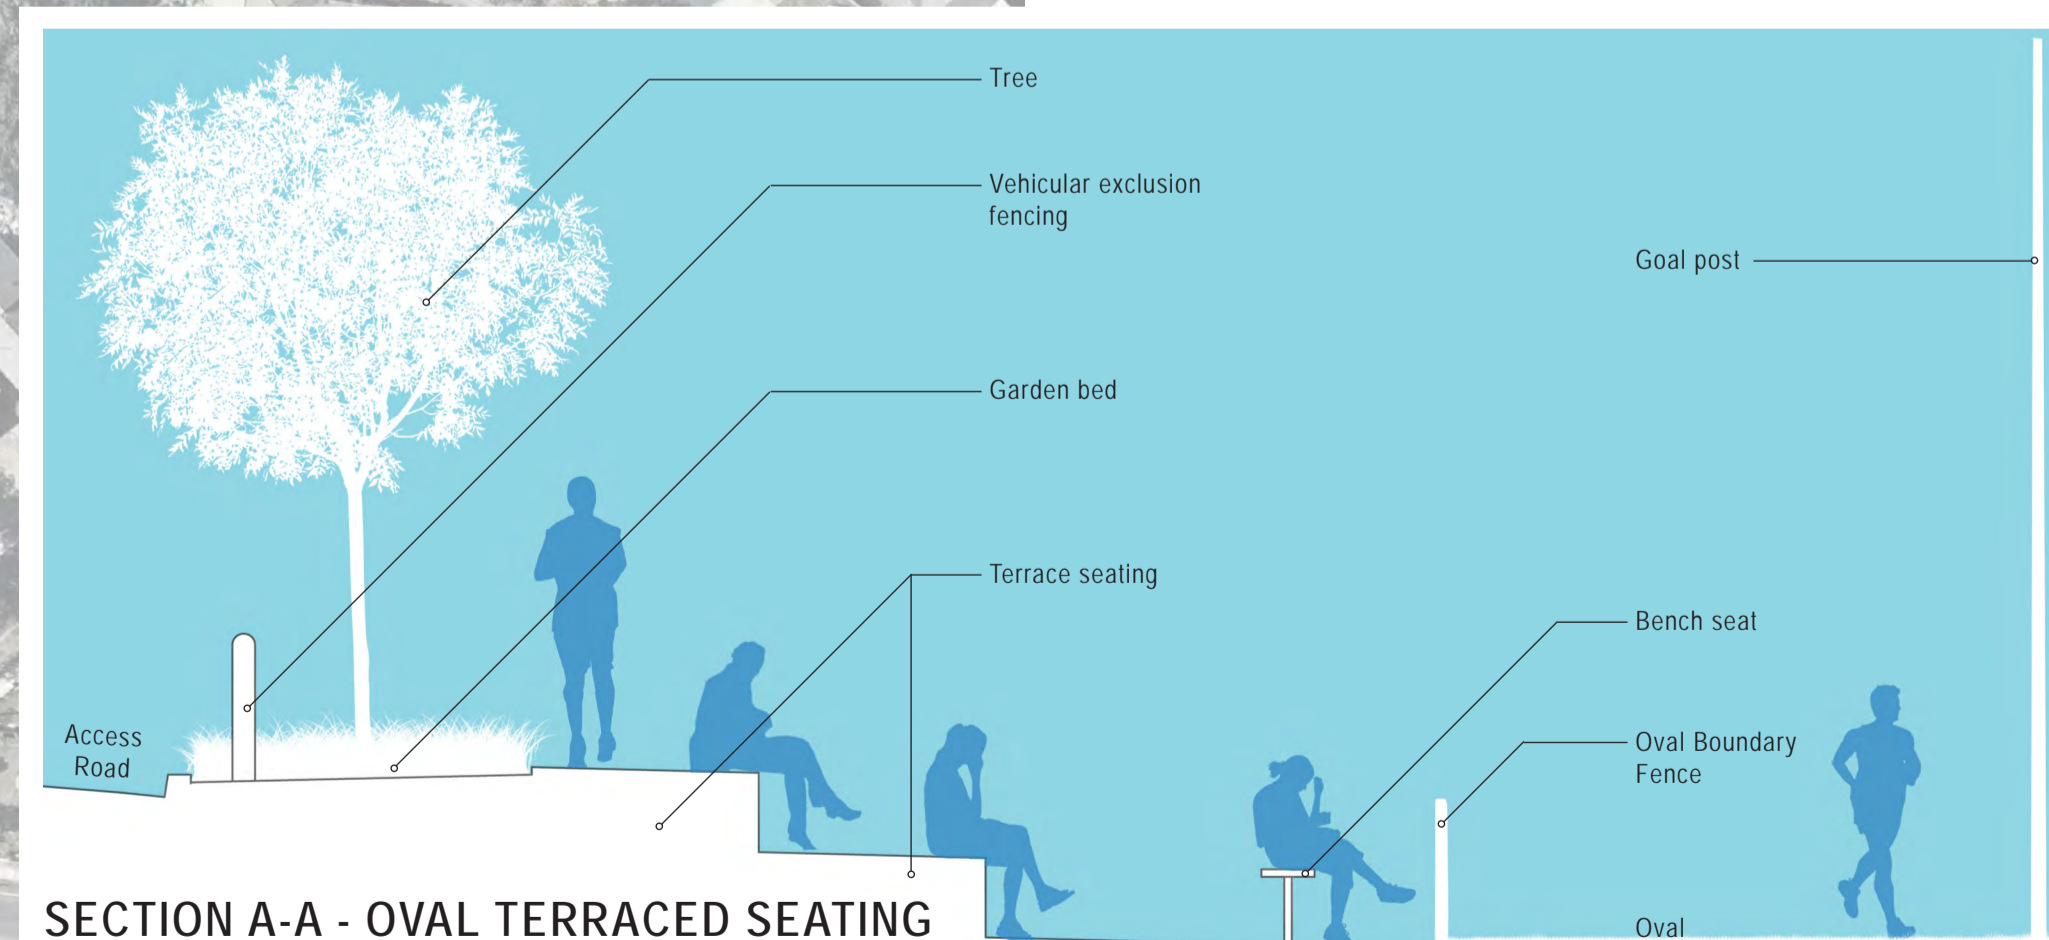 Tree
Vehicular exclusion
fencing
Goal post
Garden bed
Terrace seating
Bench seat
Access
Road
Oval Boundary
Fence
SECTION A-A - OVAL TERRACED SEATING
Oval